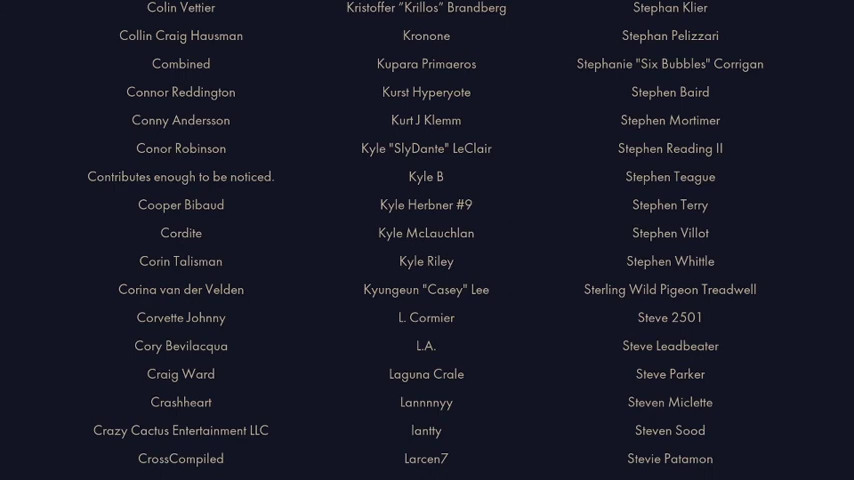 Colin Vettier
Collin Craig Hausman
Combined
Connor Reddington
Conny Andersson
Conor Robinson
Contributes enough to be noticed.
Cooper Bibaud
Cordite
Corin Talisman
Corina van der Velden
Corvette Johnny
Cory Bevilacqua
Craig Ward
Crashheart
Crazy Cactus Entertainment LLC
CrossCompiled
Kristoffer “Krillos” Brandberg
Kronone
Kupara Primaeros
Kurst Hyperyote
Kurt J Klemm
Kyle "SlyDante" LeClair
Kyle B
Kyle Herbner #9
Kyle McLauchlan
Kyle Riley
Kyungeun "Casey" Lee
L. Cormier
L.A.
Laguna Crale
Lannnnyy
lantty
Larcen7
Stephan Klier
Stephan Pelizzari
Stephanie "Six Bubbles" Corrigan
Stephen Baird
Stephen Mortimer
Stephen Reading II
Stephen Teague
Stephen Terry
Stephen Villot
Stephen Whittle
Sterling Wild Pigeon Treadwell
Steve 2501
Steve Leadbeater
Steve Parker
Steven Miclette
Steven Sood
Stevie Patamon